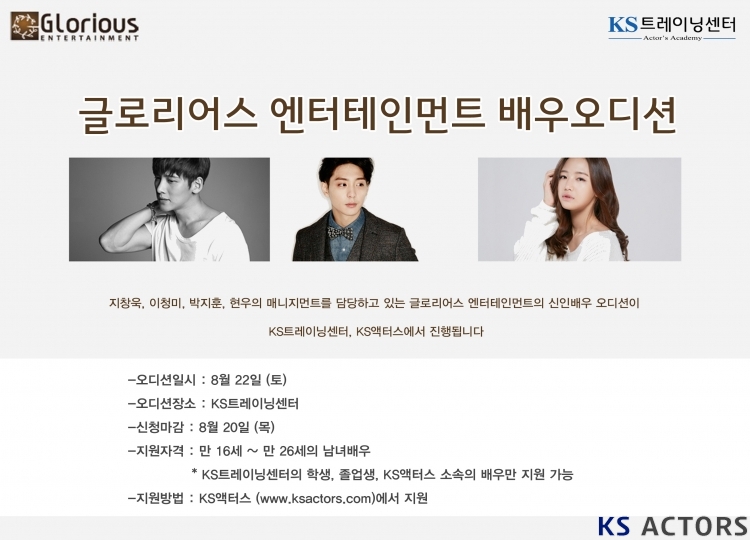 GLorious
ENTERTAINMENT
KS트레이닝센터
Actor's Academy
글로리어스 엔터테인먼트 배우오디션
지창욱, 이청미, 박지훈, 현우의 매니지먼트를 담당하고 있는 글로리어스 엔터테인먼트의 신인배우 오디션이
KS트레이닝센터, KS액터스에서 진행됩니다
-오디션일시 : 8월 22일 (토)
-오디션장소 : KS트레이닝센터
-신청마감 : 8월 20일 (목)
-지원자격 : 만 16세 ~ 만 26세의 남녀배우
* KS트레이닝센터의 학생, 졸업생, KS액터스 소속의 배우만 지원 가능
-지원방법 : KS액터스 (www.ksactors.com)에서 지원
KS ACTORS